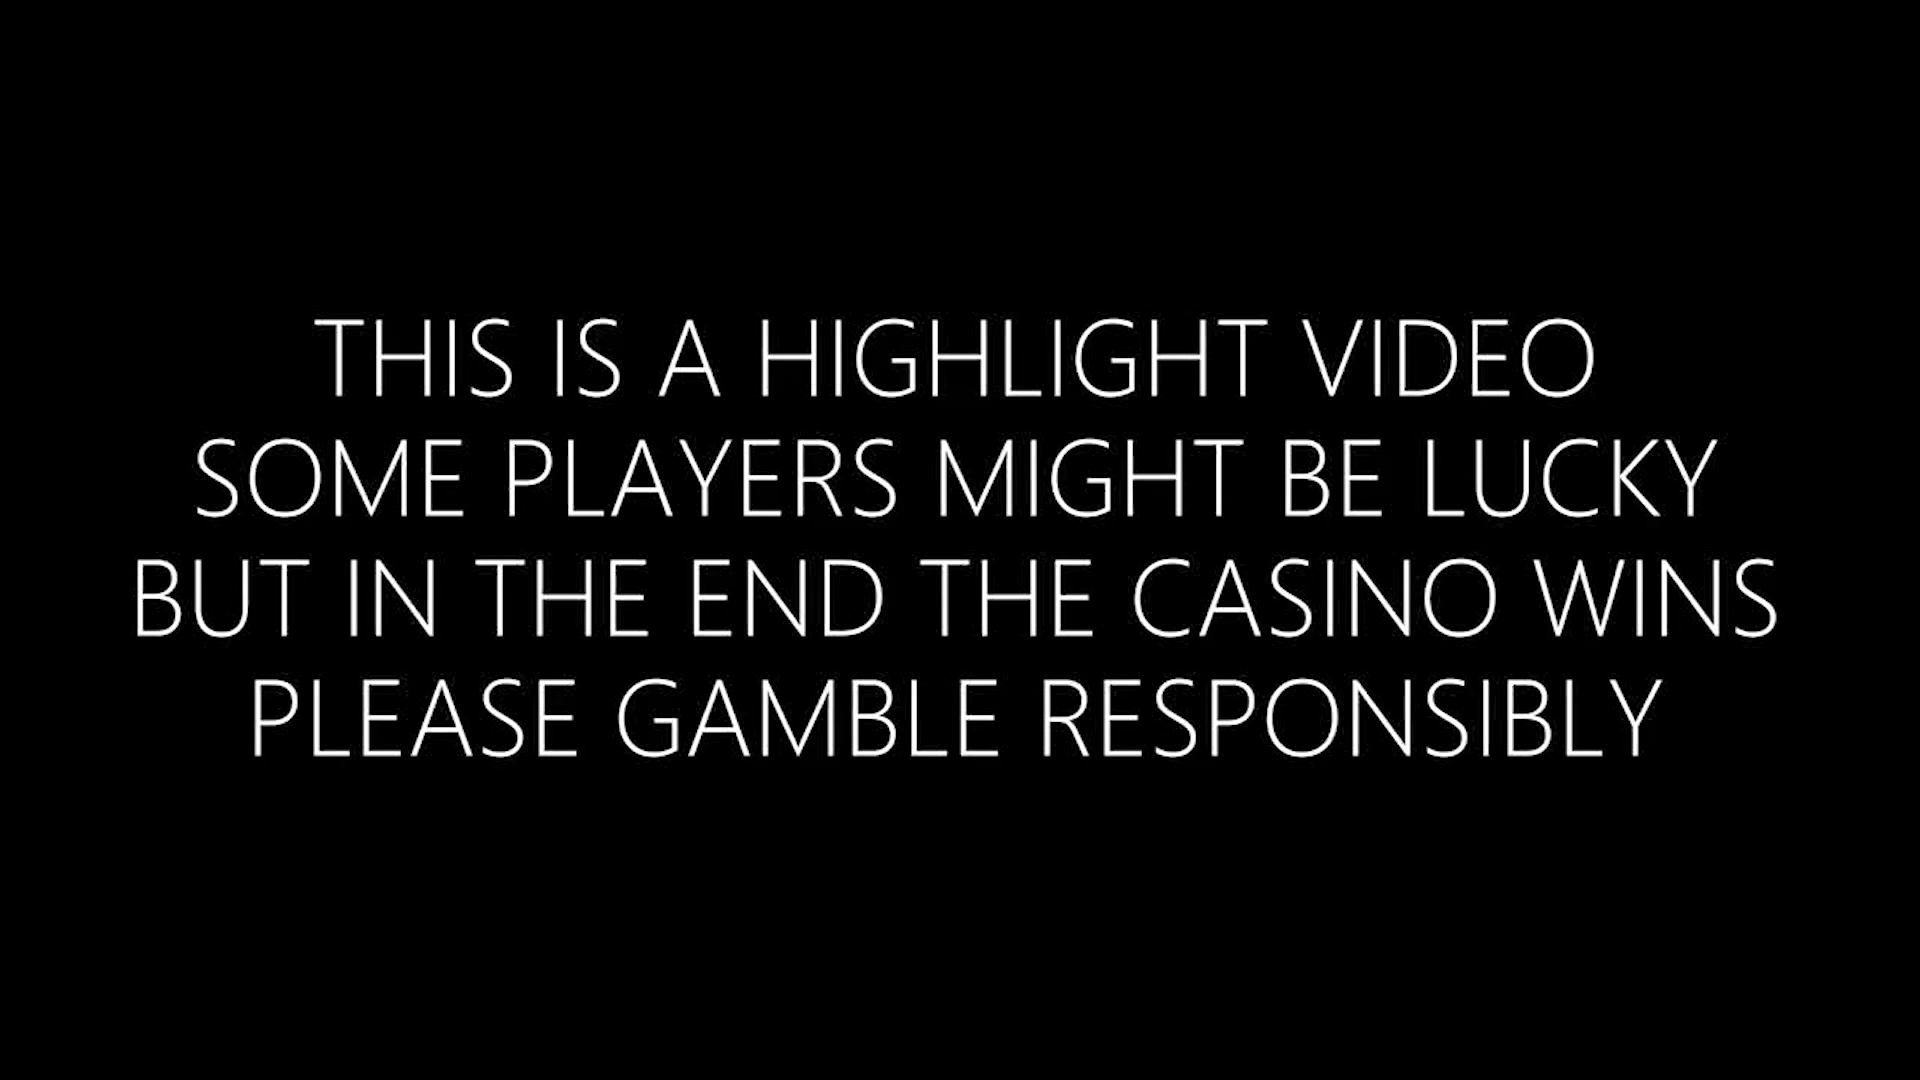 THIS IS A HIGHLIGHT VIDEO
SOME PLAYERS MIGHT BE LUCKY
BUT IN THE END THE CASINO WINS
PLEASE GAMBLE RESPONSIBLY